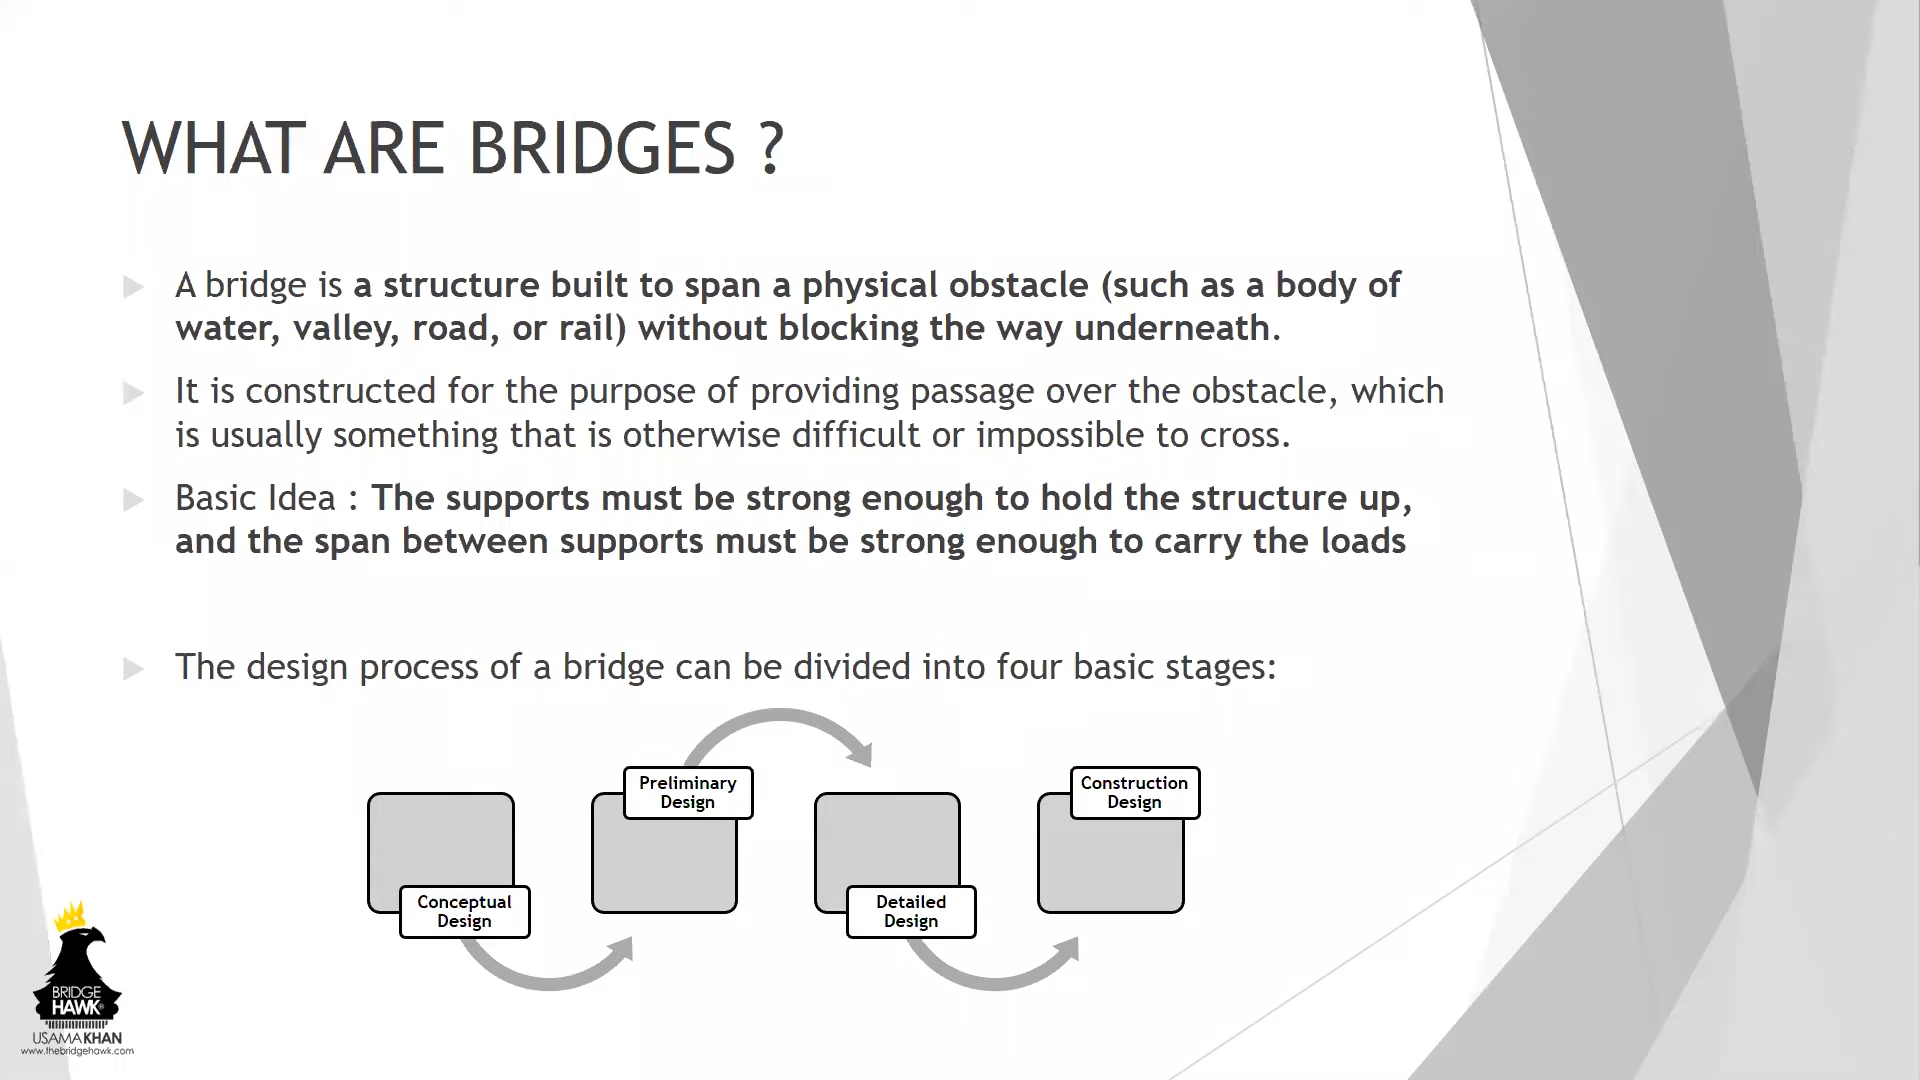 WHAT ARE BRIDGES ?
A bridge is a structure built to span a physical obstacle (such as a body of
water, valley, road, or rail) without blocking the way underneath.
It is constructed for the purpose of providing passage over the obstacle, which
is usually something that is otherwise difficult or impossible to cross.
Basic Idea : The supports must be strong enough to hold the structure up,
and the span between supports must be strong enough to carry the loads
The design process of a bridge can be divided into four basic stages:
Conceptual
Design
Preliminary
Design
Detailed
Design
Construction
Design
BRIDGE
HAWK®
USAMA KHAN
www.thebridgehawk.com